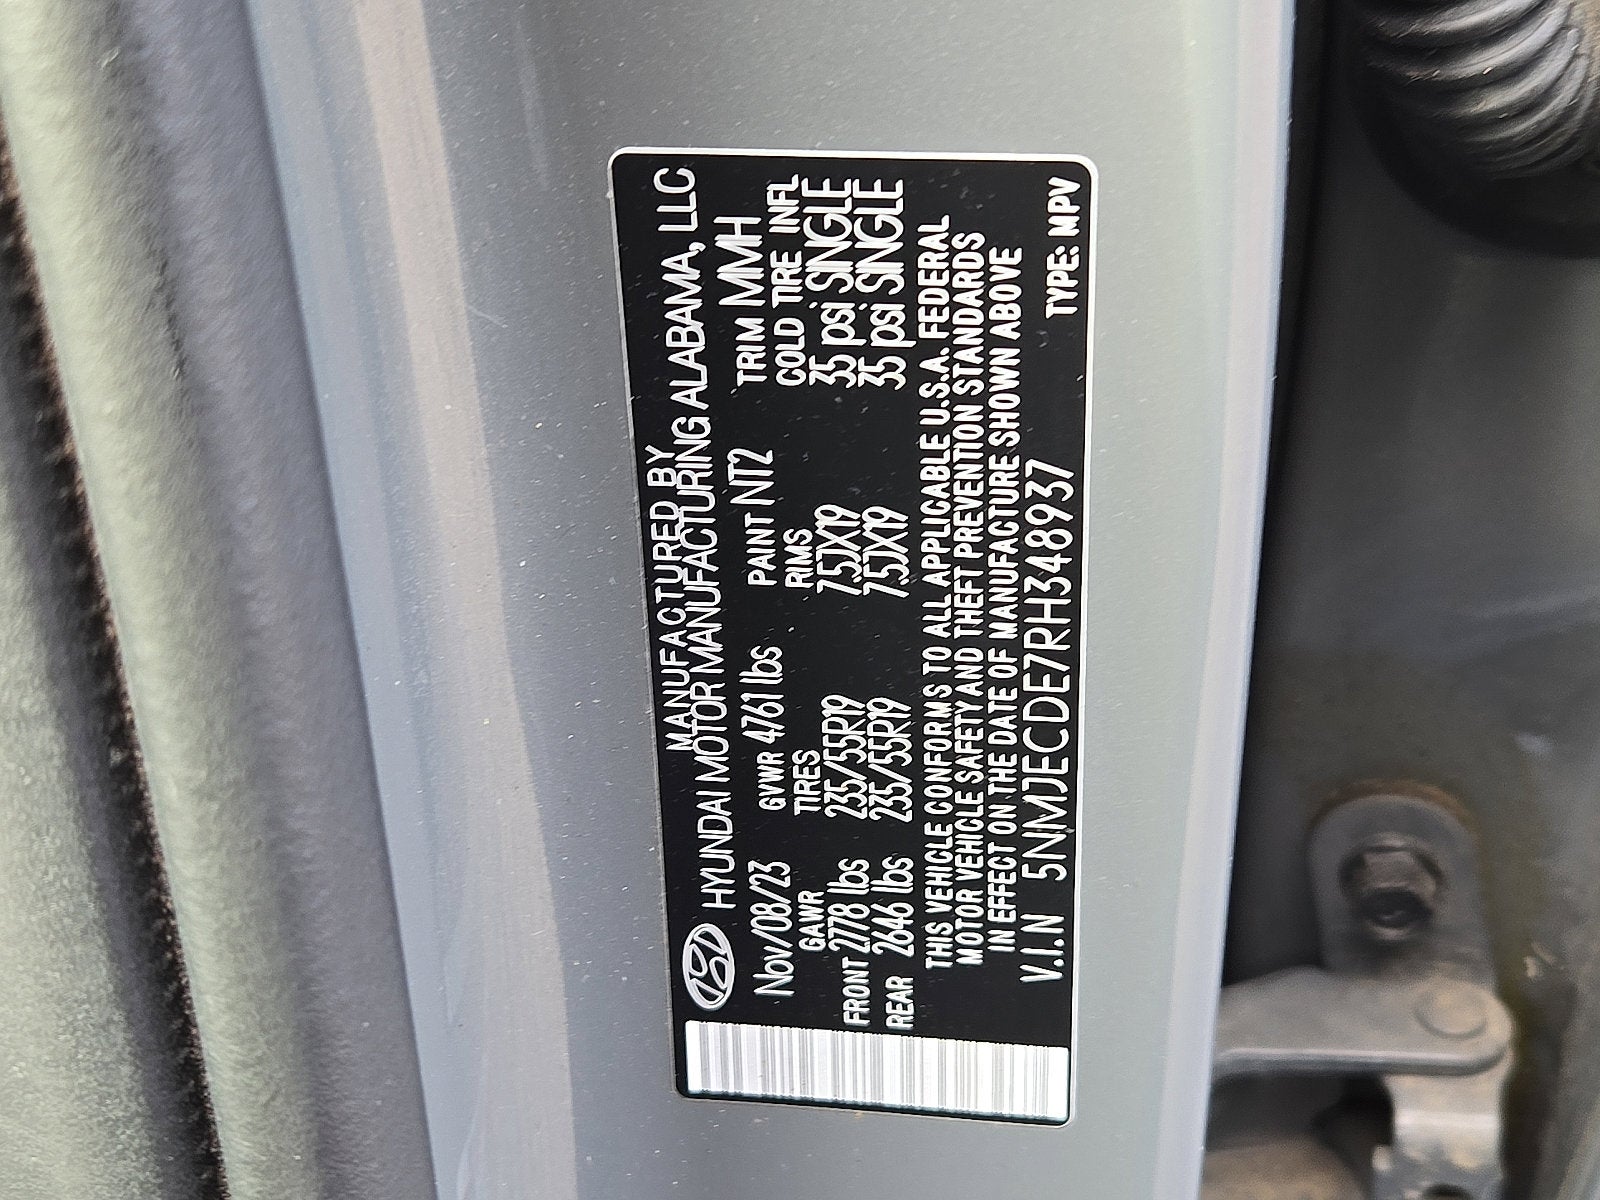 MANUFACTURED BY
HYUNDAI MOTOR MANUFACTURING ALABAMA, LLC
Nov/08/23 GVWR 4761 lbs PAINT NT2 TRIM MMH
GAWR TIRES RIMS COLD TIRE INFL
FRONT 2778 lbs 235/55R19 7.5JX19 35 psi SINGLE
REAR 2646 lbs 235/55R19 7.5JX19 35 psi SINGLE
THIS VEHICLE CONFORMS TO ALL APPLICABLE U.S.A. FEDERAL
MOTOR VEHICLE SAFETY AND THEFT PREVENTION STANDARDS
IN EFFECT ON THE DATE OF MANUFACTURE SHOWN ABOVE
V.I.N 5NMJECDE7RH348937 TYPE: MPV